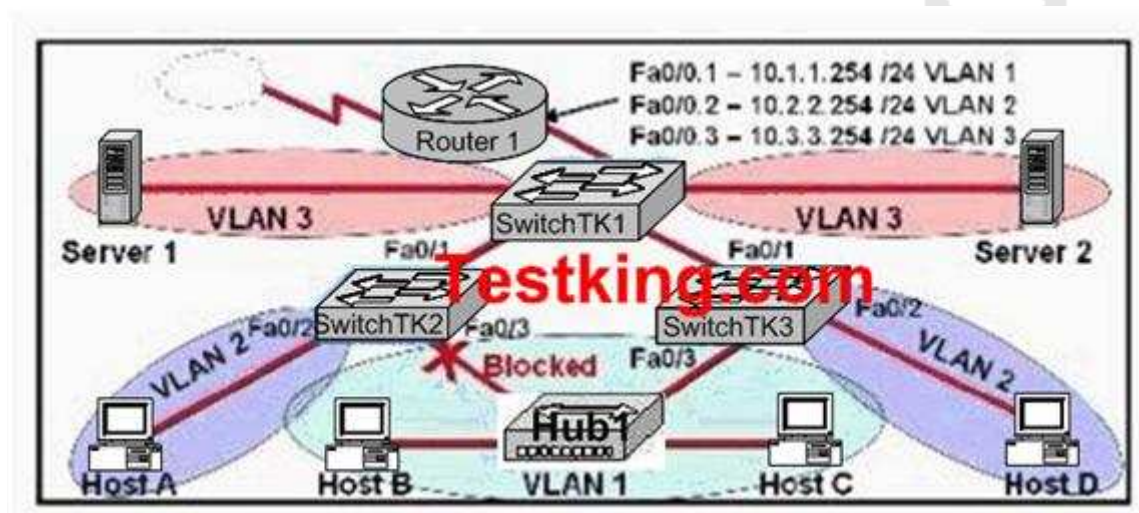 Fa0/0.1 – 10.1.1.254 /24 VLAN 1
Fa0/0.2 – 10.2.2.254 /24 VLAN 2
Fa0/0.3 – 10.3.3.254 /24 VLAN 3
Router 1
VLAN 3
SwitchTK1
VLAN 3
Server 1
Server 2
Fa0/1
Fa0/1
Testking.com
Fa0/2
SwitchTK2
Fa0/3
SwitchTK3
Fa0/2
VLAN 2
Blocked
Fa0/3
VLAN 2
Hub1
Host A
Host B
VLAN 1
Host C
Host D